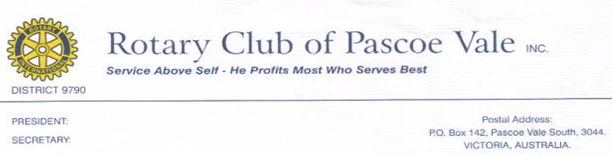 ROTARY
INTERNATIONAL
Rotary Club of Pascoe Vale INC.
Service Above Self - He Profits Most Who Serves Best
DISTRICT 9790
PRESIDENT:
SECRETARY:
Postal Address:
P.O. Box 142, Pascoe Vale South, 3044.
VICTORIA, AUSTRALIA.